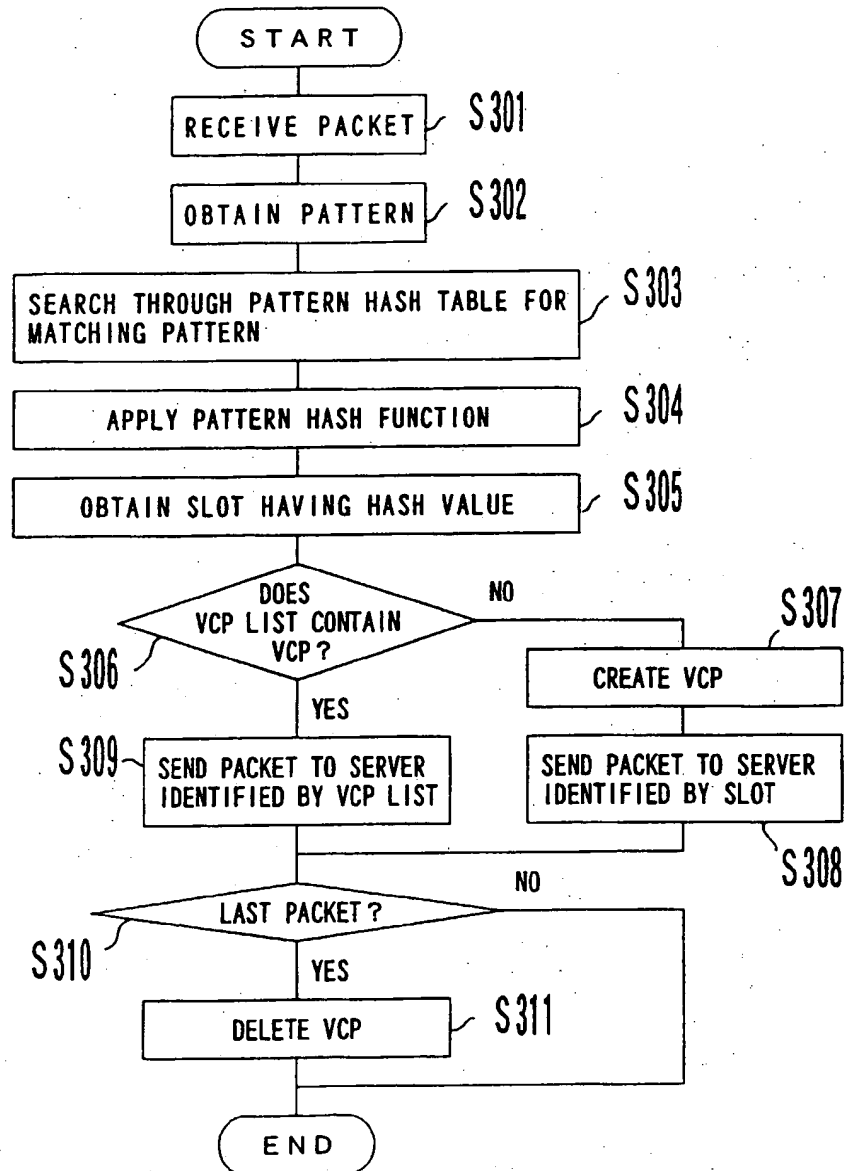 START
RECEIVE PACKET
S301
OBTAIN PATTERN
S302
SEARCH THROUGH PATTERN HASH TABLE FOR
MATCHING PATTERN
S303
APPLY PATTERN HASH FUNCTION
S304
OBTAIN SLOT HAVING HASH VALUE
S305
DOES
VCP LIST CONTAIN
VCP?
S306
NO
YES
S307
CREATE VCP
S309
SEND PACKET TO SERVER
IDENTIFIED BY VCP LIST
SEND PACKET TO SERVER
IDENTIFIED BY SLOT
S308
LAST PACKET?
NO
S310
YES
DELETE VCP
S311
END